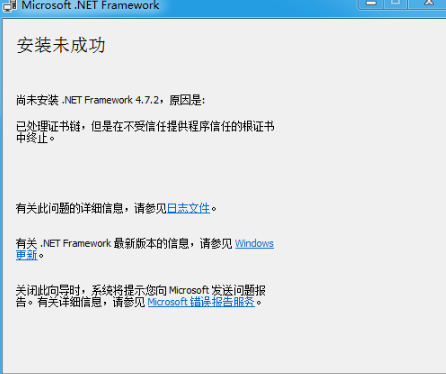 Microsoft .NET Framework
安装未成功
尚未安装 .NET Framework 4.7.2，原因是:
已处理证书链，但是在不受信任提供程序信任的根证书
中终止。
有关此问题的详细信息，请参见日志文件。
有关 .NET Framework 最新版本的信息，请参见 Windows
更新。
关闭此向导时，系统将提示您向 Microsoft 发送问题报
告。有关详细信息，请参见 Microsoft 错误报告服务。